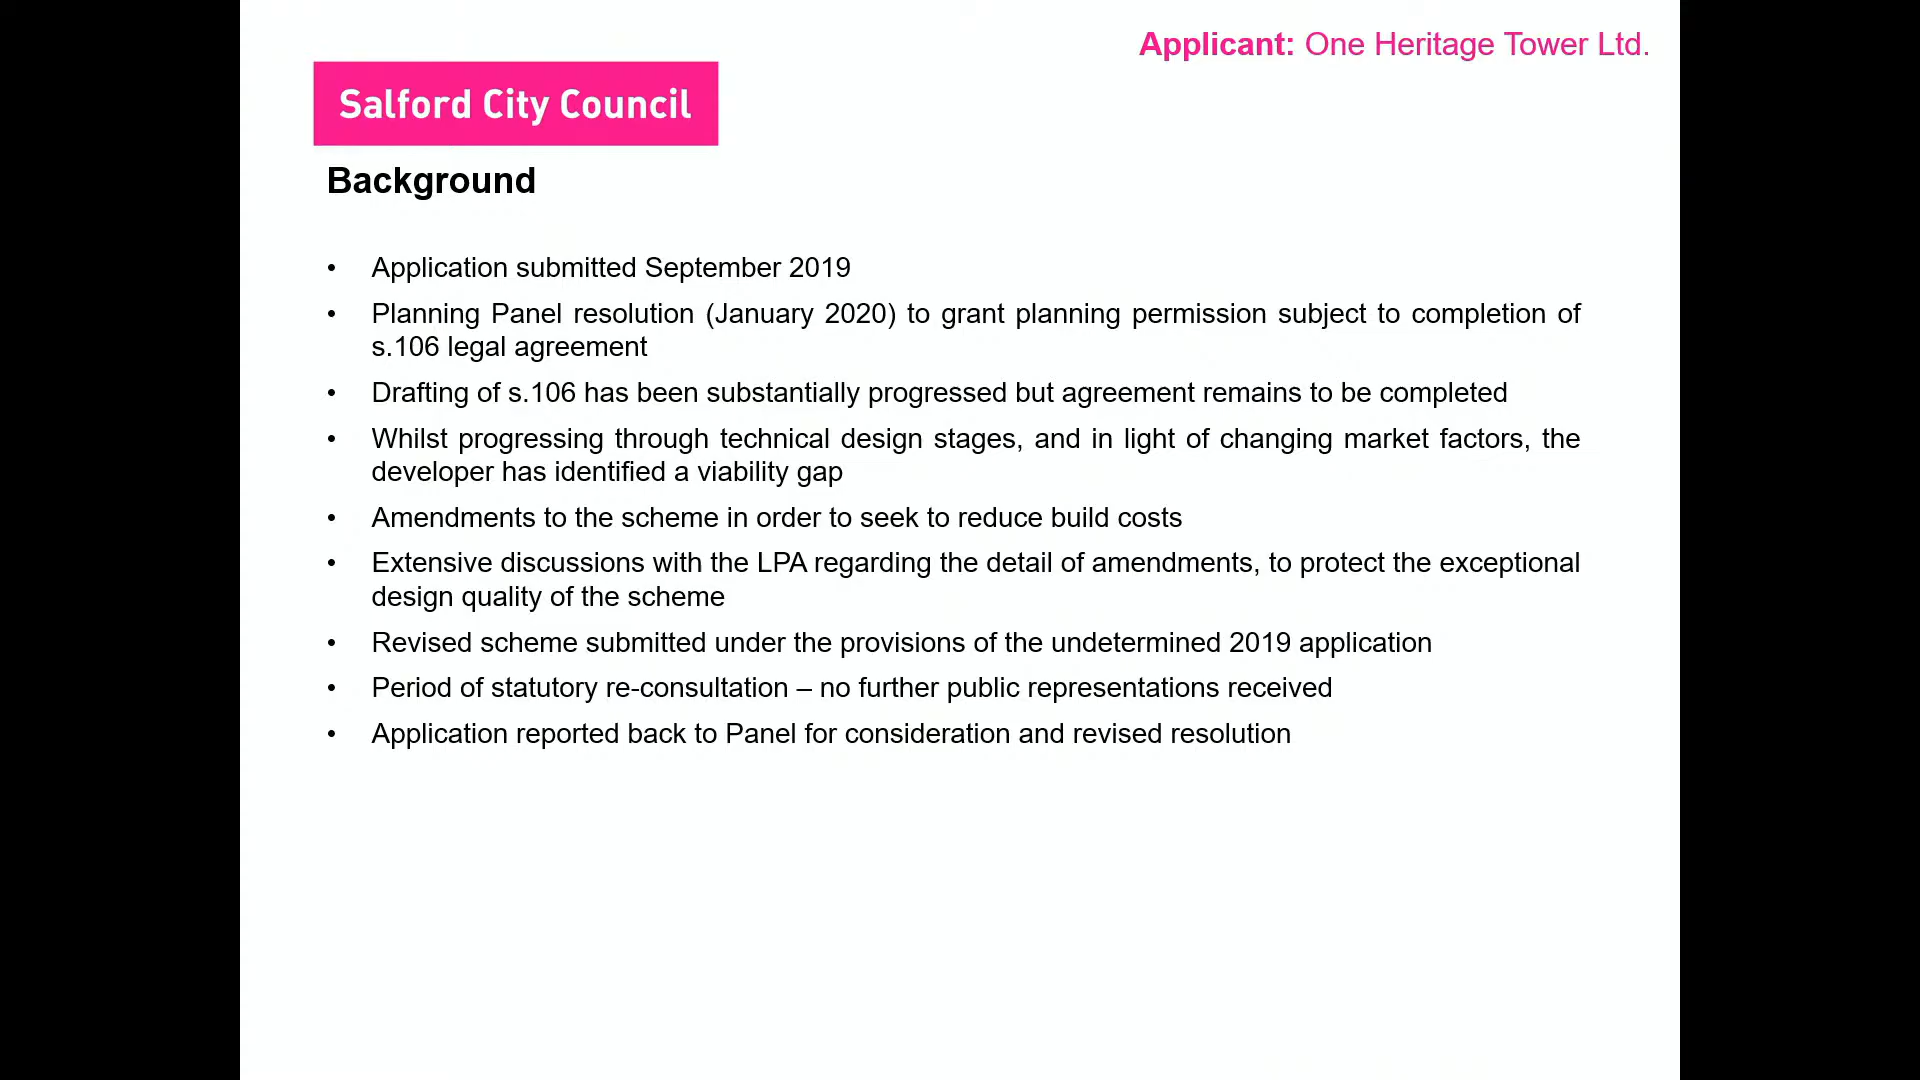 Applicant: One Heritage Tower Ltd.
Salford City Council
Background
• Application submitted September 2019
• Planning Panel resolution (January 2020) to grant planning permission subject to completion of
s.106 legal agreement
• Drafting of s.106 has been substantially progressed but agreement remains to be completed
• Whilst progressing through technical design stages, and in light of changing market factors, the
developer has identified a viability gap
• Amendments to the scheme in order to seek to reduce build costs
• Extensive discussions with the LPA regarding the detail of amendments, to protect the exceptional
design quality of the scheme
• Revised scheme submitted under the provisions of the undetermined 2019 application
• Period of statutory re-consultation – no further public representations received
• Application reported back to Panel for consideration and revised resolution